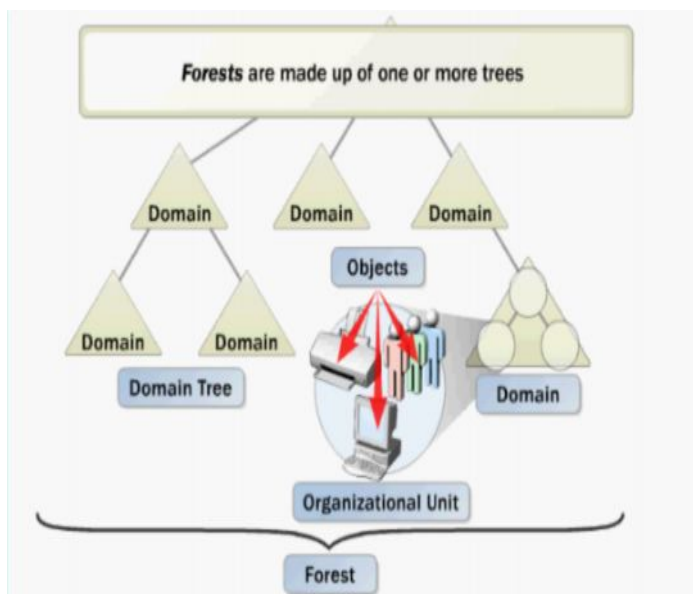 Forests are made up of one or more trees
Domain
Domain
Domain
Objects
Domain
Domain
Domain Tree
Domain
Organizational Unit
Forest